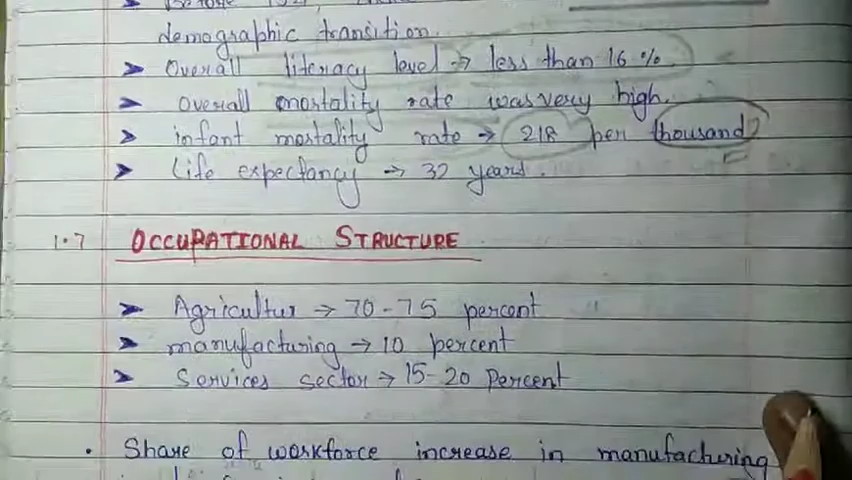 demographic transition.
➤ Overall literacy level → less than 16 %.
➤ overall mortality rate was very high.
➤ infant mortality rate → 218 per thousand
➤ Life expectancy → 32 years.
1.7 OCCUPATIONAL STRUCTURE
➤ Agricultur → 70-75 percent
➤ manufacturing → 10 percent
➤ Services sector → 15-20 Percent
• Share of workforce increase in manufacturing